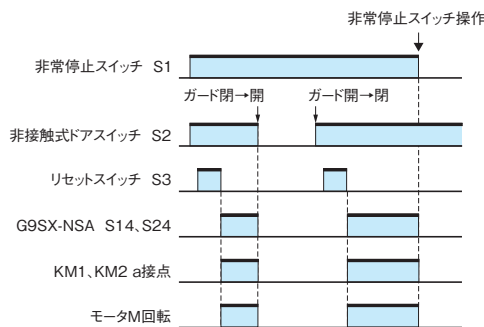 非常停止スイッチ操作
非常停止スイッチ S1
ガード閉→開 ガード開→閉
非接触式ドアスイッチ S2
リセットスイッチ S3
G9SX-NSA S14、S24
KM1、KM2 a接点
モータM回転